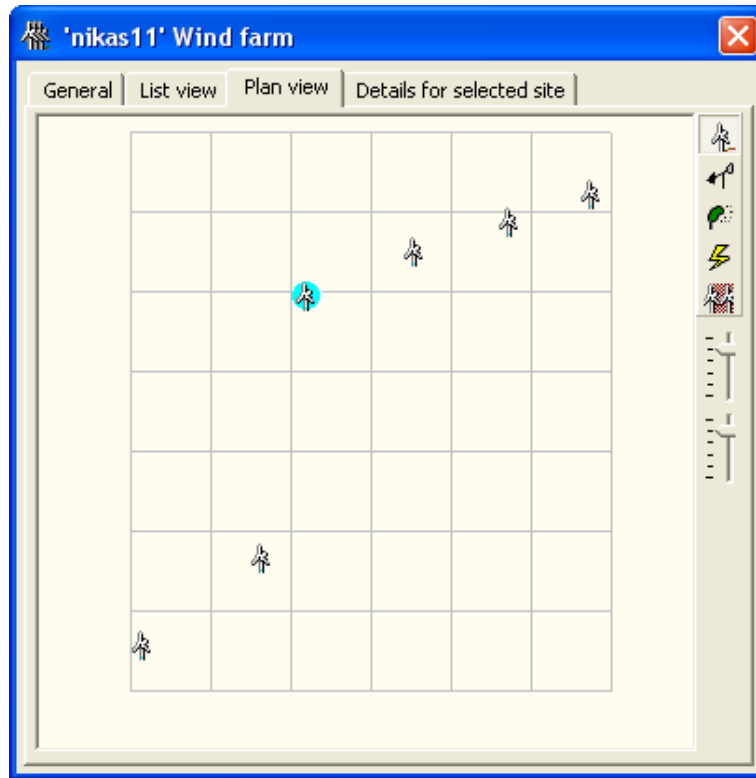 'nikas11' Wind farm
General List view Plan view Details for selected site